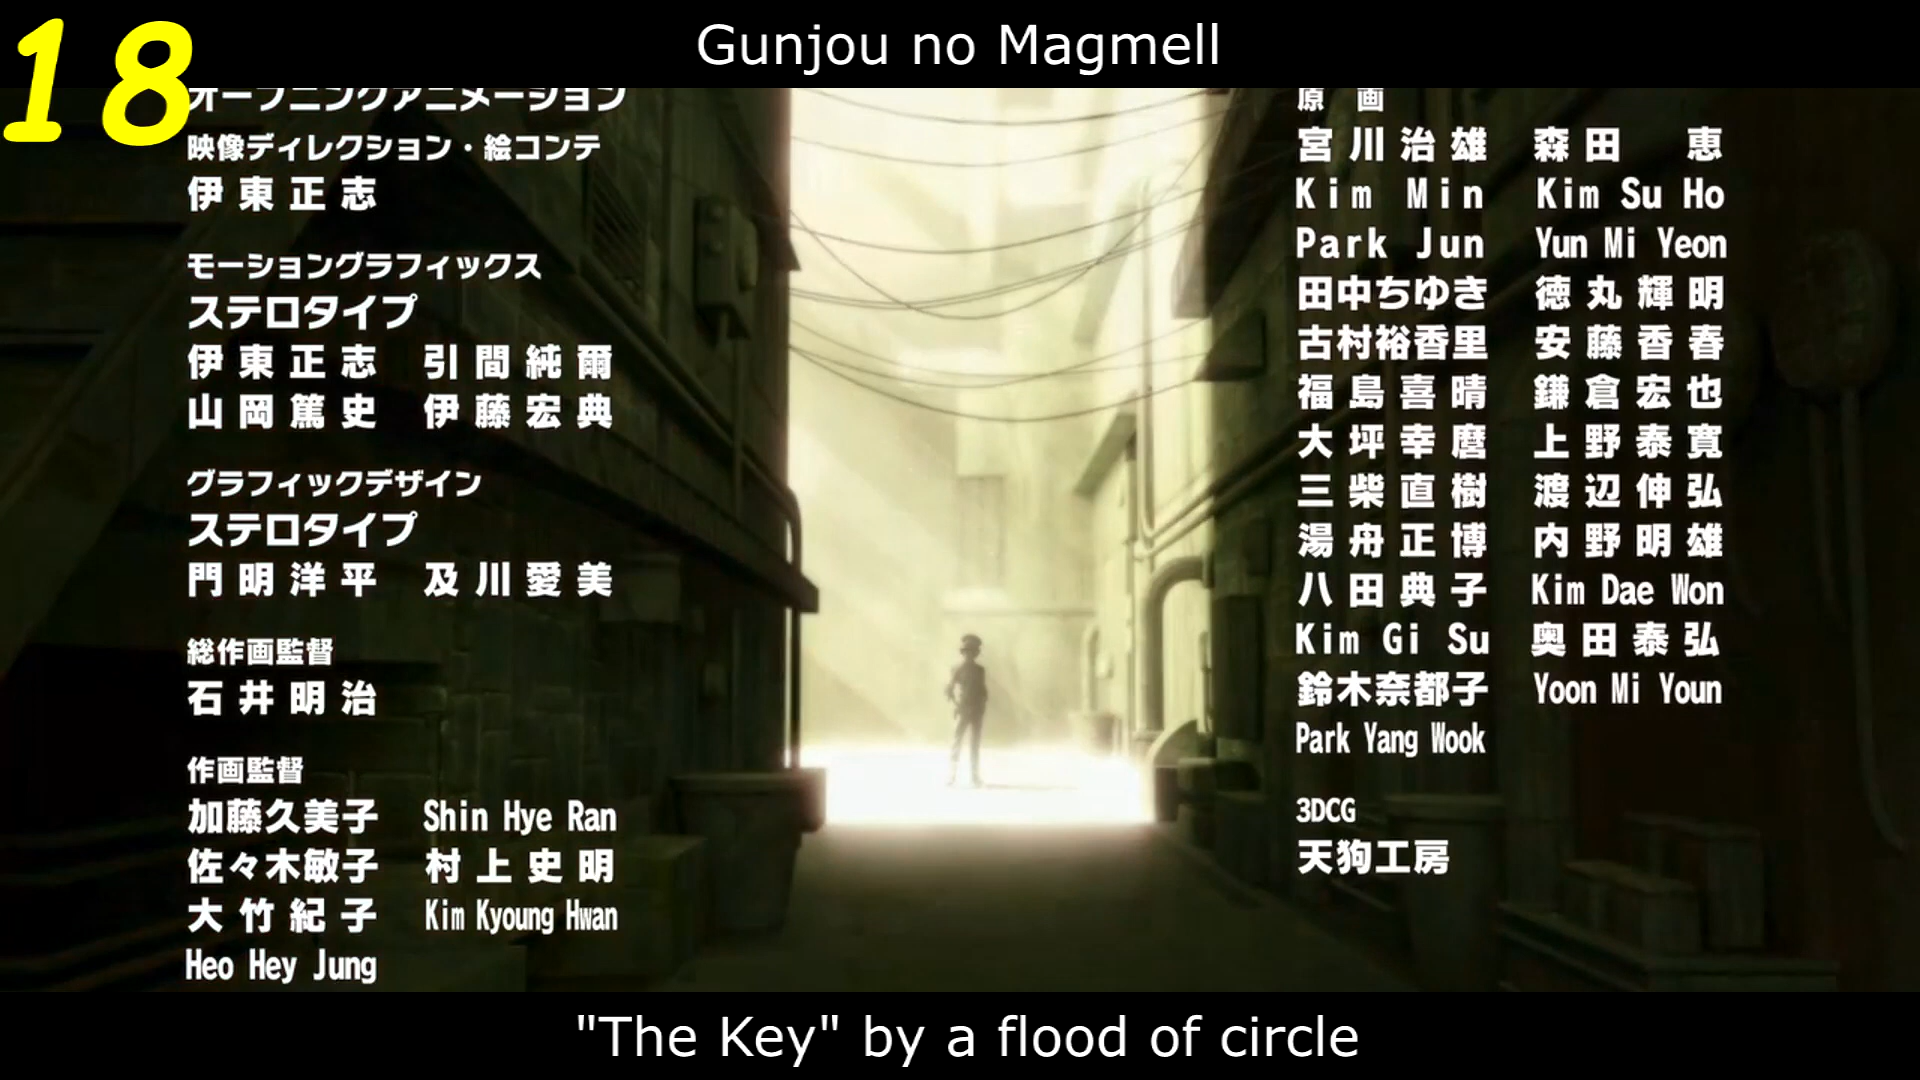 18
Gunjou no Magmell
オープニングアニメーション
映像ディレクション・絵コンテ
伊東正志
モーショングラフィックス
ステロタイプ
伊東正志 引間純爾
山岡篤史 伊藤宏典
グラフィックデザイン
ステロタイプ
門明洋平 及川愛美
総作画監督
石井明治
作画監督
加藤久美子 Shin Hye Ran
佐々木敏子 村上史明
大竹紀子 Kim Kyoung Hwan
Heo Hey Jung
原画
宮川治雄 森田 恵
Kim Min Kim Su Ho
Park Jun Yun Mi Yeon
田中ちゆき 徳丸輝明
古村裕香里 安藤香春
福島喜晴 鎌倉宏也
大坪幸麿 上野泰寛
三柴直樹 渡辺伸弘
湯舟正博 内野明雄
八田典子 Kim Dae Won
Kim Gi Su 奥田泰弘
鈴木奈都子 Yoon Mi Youn
Park Yang Wook
3DCG
天狗工房
"The Key" by a flood of circle